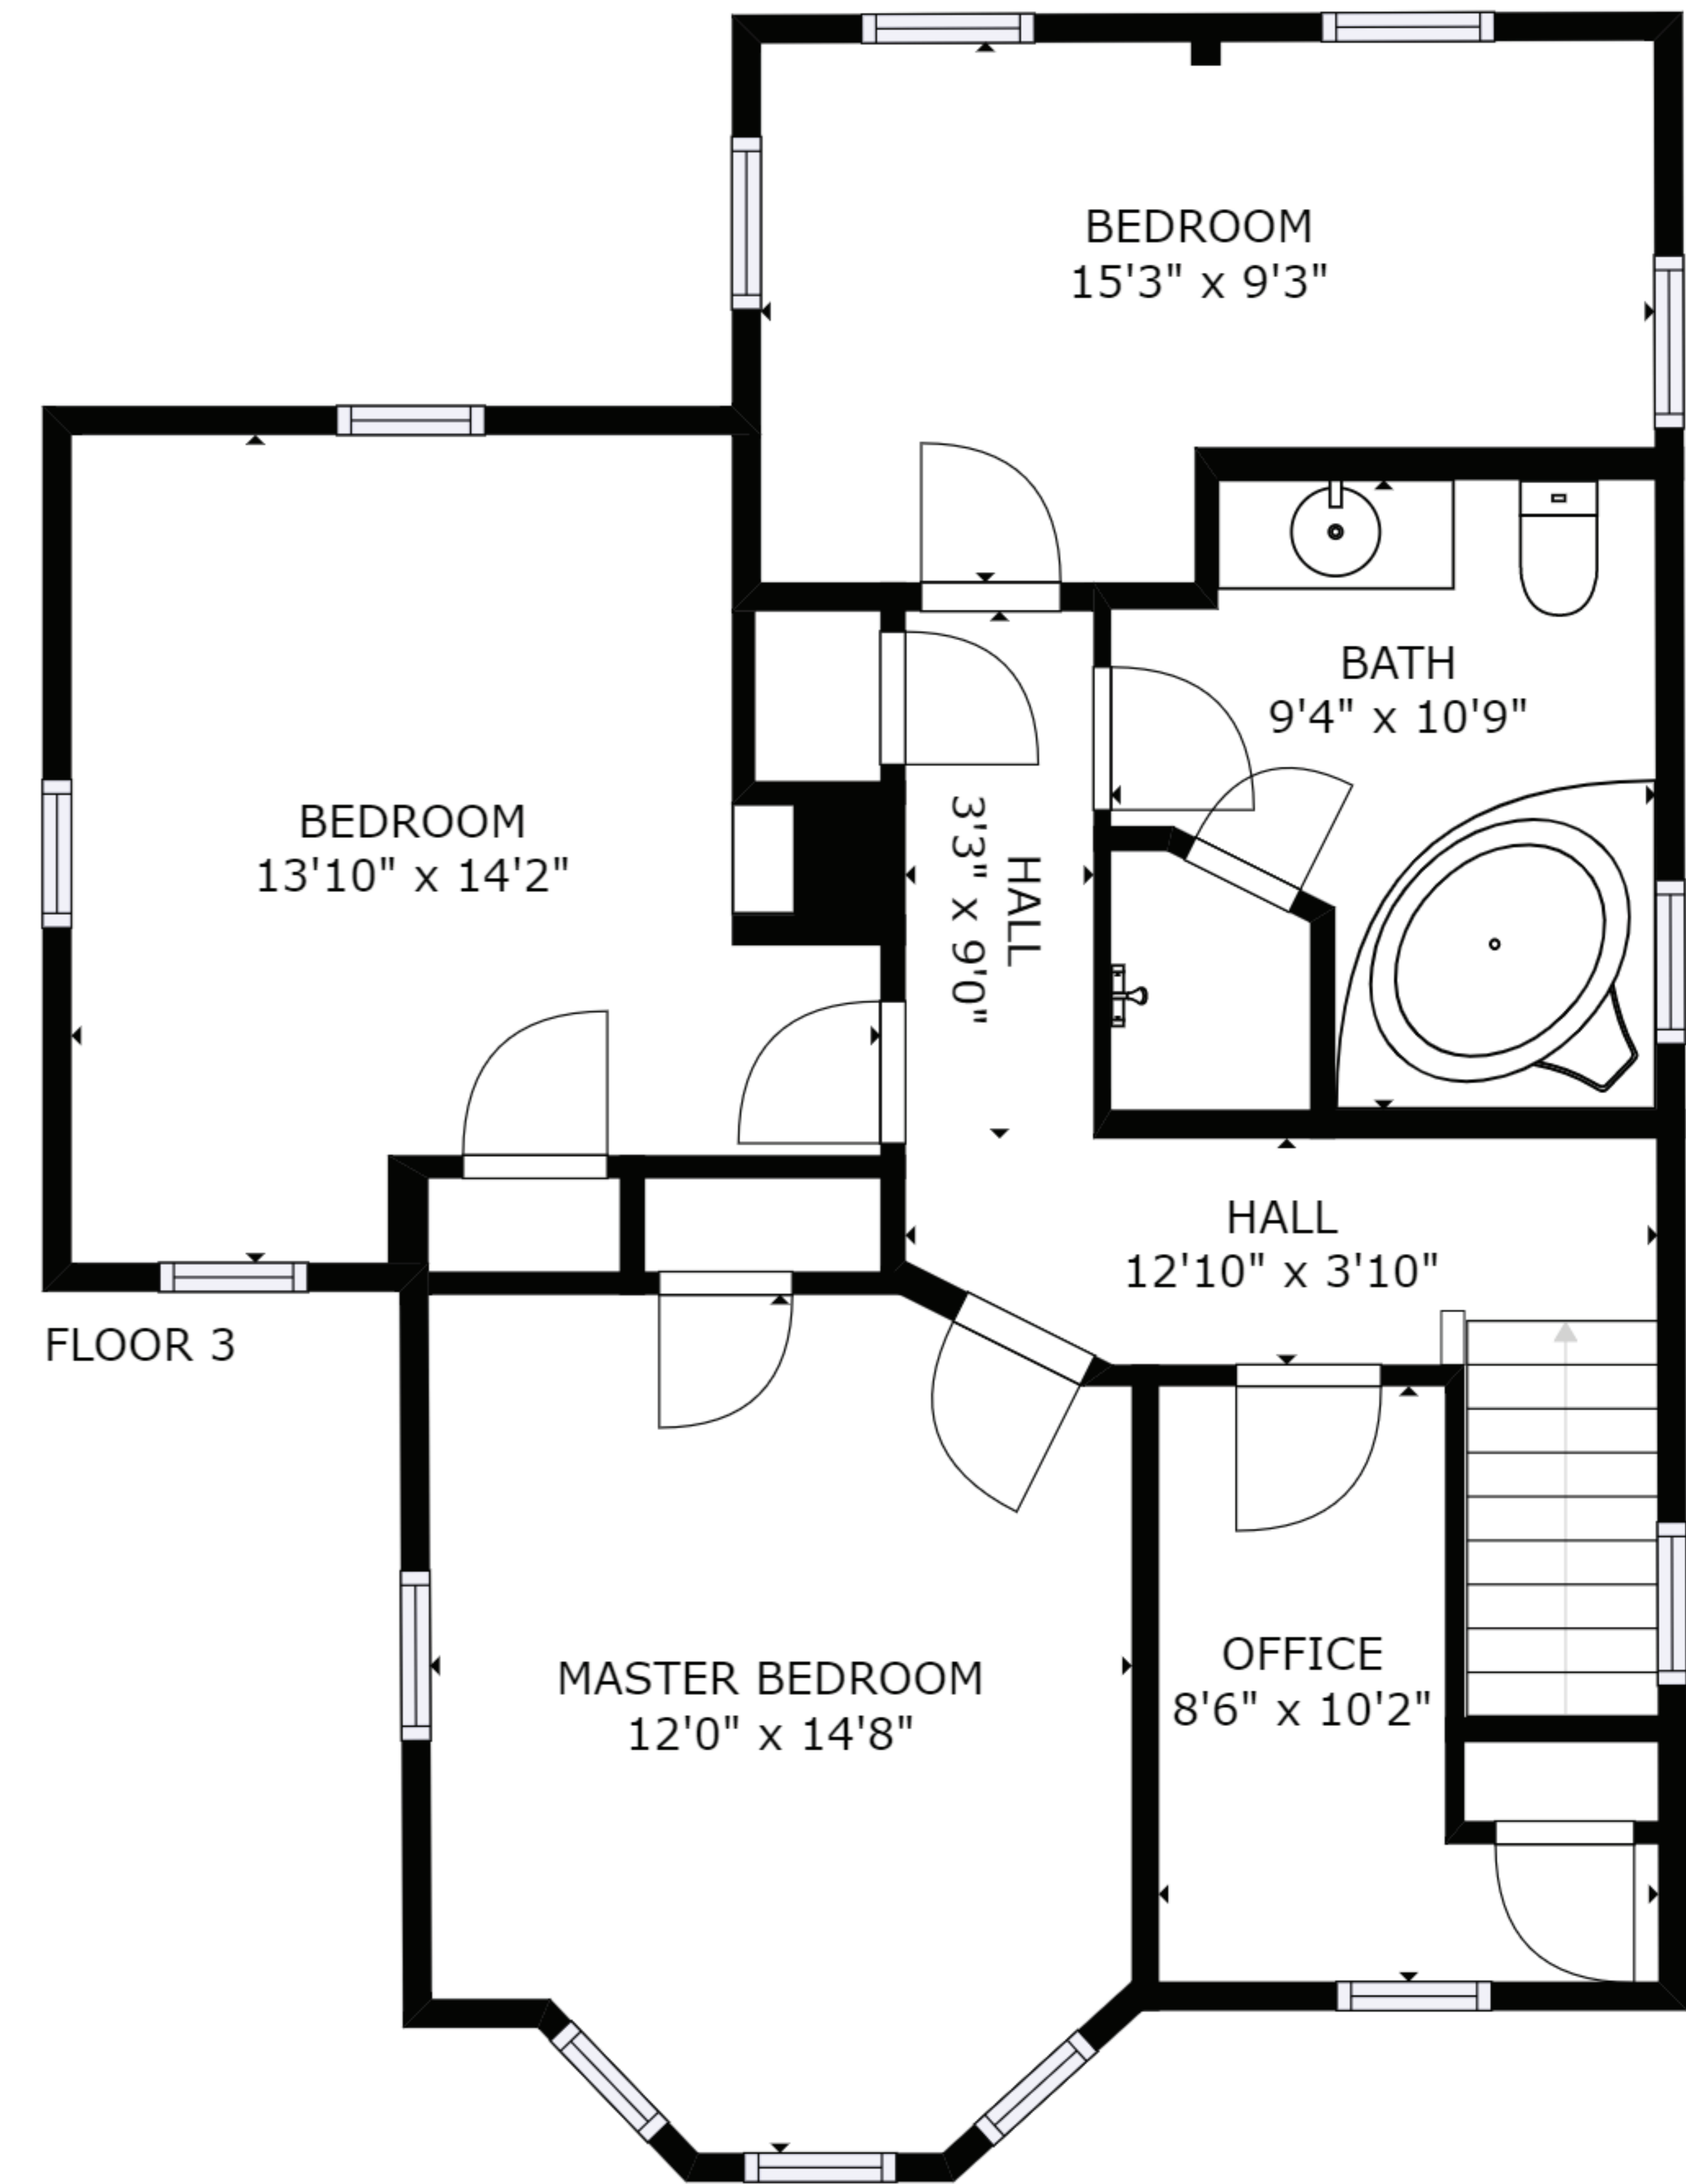 BEDROOM
15'3" x 9'3"
BATH
9'4" x 10'9"
BEDROOM
13'10" x 14'2"
HALL
3'3" x 9'0"
HALL
12'10" x 3'10"
FLOOR 3
MASTER BEDROOM
12'0" x 14'8"
OFFICE
8'6" x 10'2"